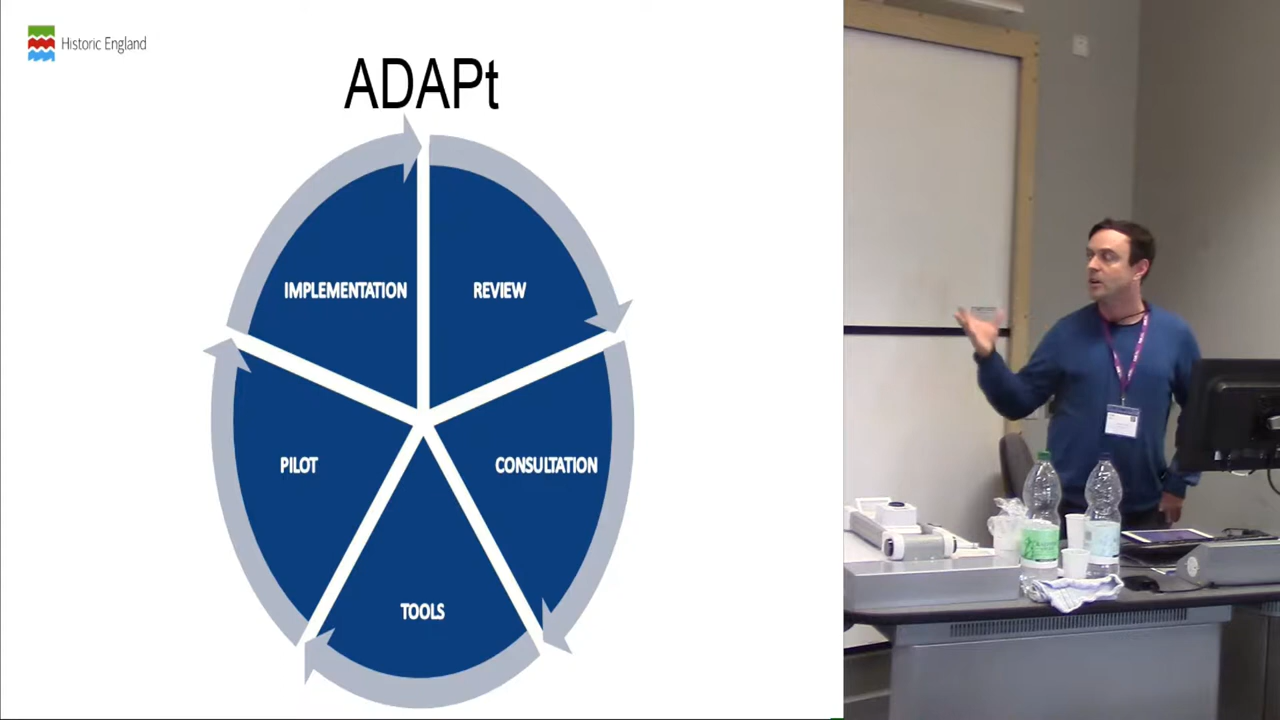 Historic England
ADAPt
IMPLEMENTATION
REVIEW
PILOT
CONSULTATION
TOOLS